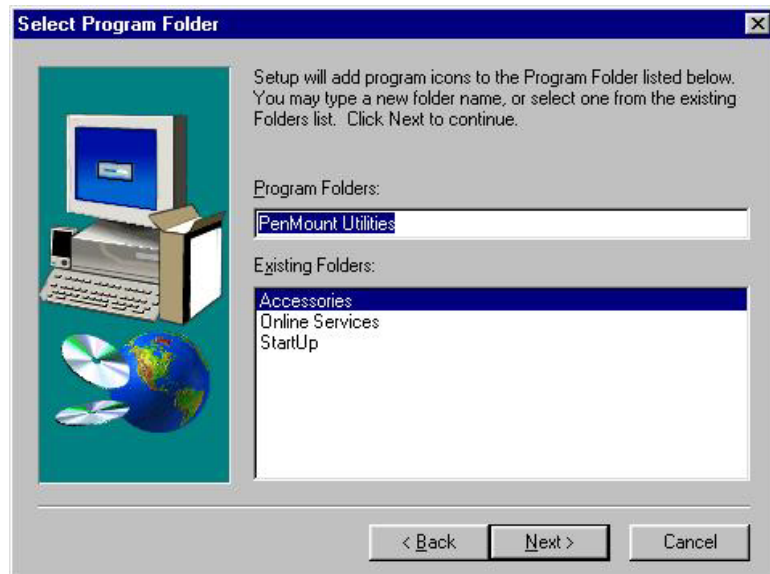 Select Program Folder
Setup will add program icons to the Program Folder listed below.
You may type a new folder name, or select one from the existing
Folders list. Click Next to continue.
Program Folders:
PenMount Utilities
Existing Folders:
Accessories
Online Services
StartUp
< Back Next > Cancel